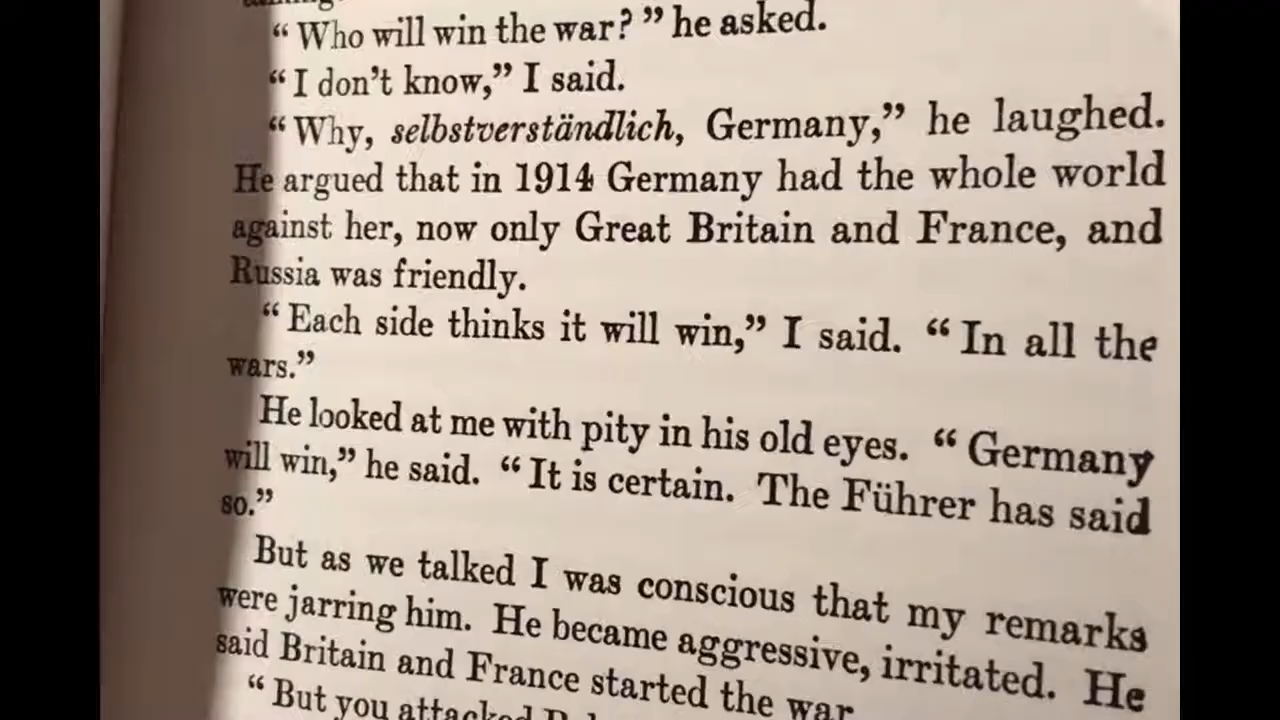 “ Who will win the war? ” he asked.
“ I don’t know,” I said.
“ Why, selbstverständlich, Germany,” he laughed.
He argued that in 1914 Germany had the whole world
against her, now only Great Britain and France, and
Russia was friendly.
“ Each side thinks it will win,” I said. “ In all the
wars.”
He looked at me with pity in his old eyes. “ Germany
will win,” he said. “ It is certain. The Führer has said
so.”
But as we talked I was conscious that my remarks
were jarring him. He became aggressive, irritated. He
said Britain and France started the war.
“ But you attacked